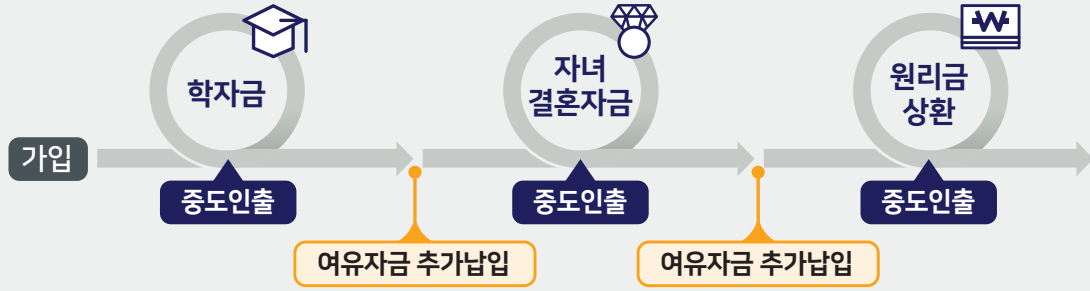 학자금
자녀
결혼자금
원리금
상환
가입
중도인출
중도인출
중도인출
여유자금 추가납입
여유자금 추가납입